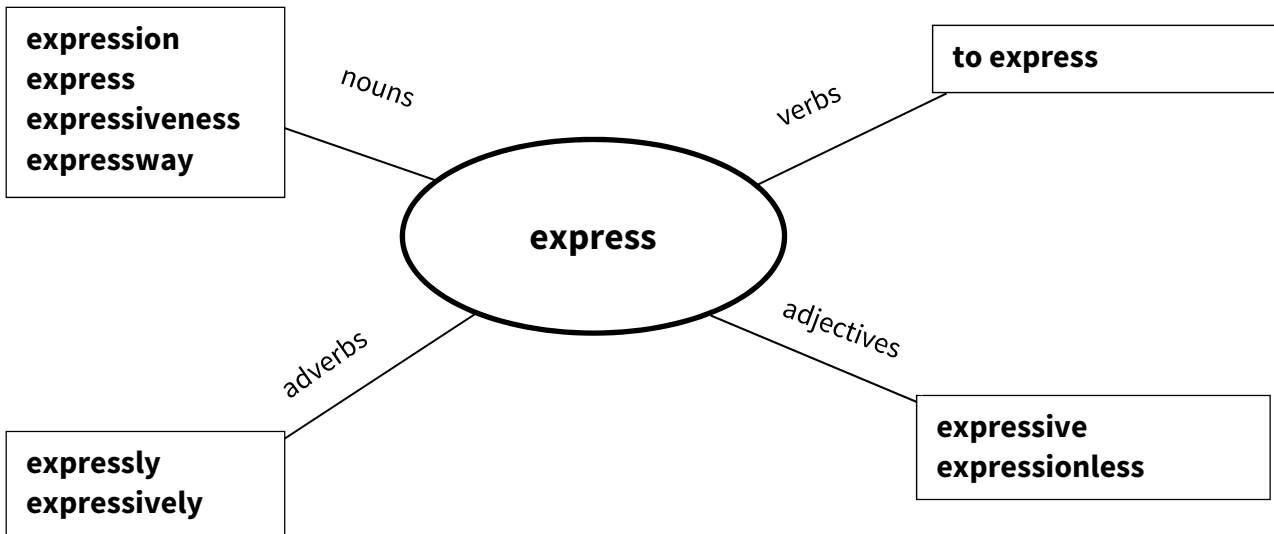 expression
express
expressiveness
expressway
nouns
verbs
to express
express
adverbs
adjectives
expressly
expressively
expressive
expressionless